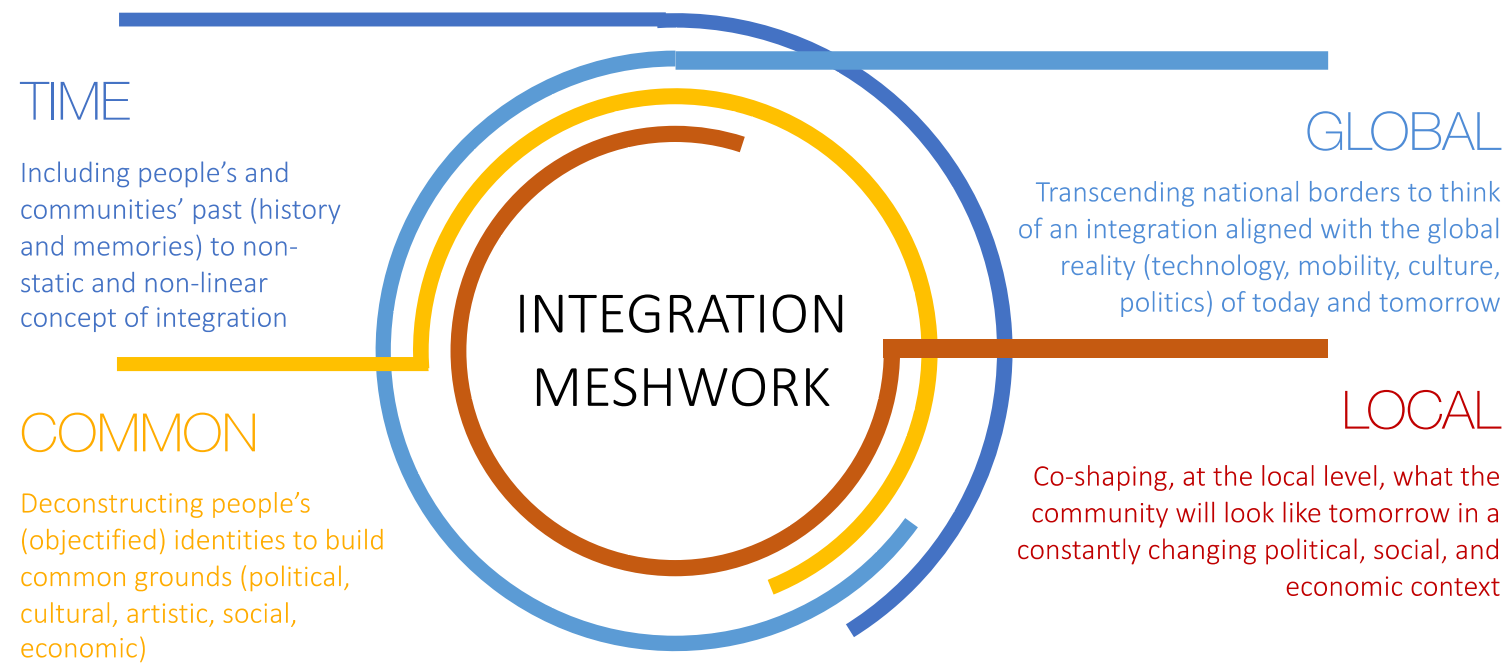 TIME
Including people’s and
communities’ past (history
and memories) to non-
static and non-linear
concept of integration
COMMON
Deconstructing people’s
(objectified) identities to build
common grounds (political,
cultural, artistic, social,
economic)
INTEGRATION
MESHWORK
GLOBAL
Transcending national borders to think
of an integration aligned with the global
reality (technology, mobility, culture,
politics) of today and tomorrow
LOCAL
Co-shaping, at the local level, what the
community will look like tomorrow in a
constantly changing political, social, and
economic context